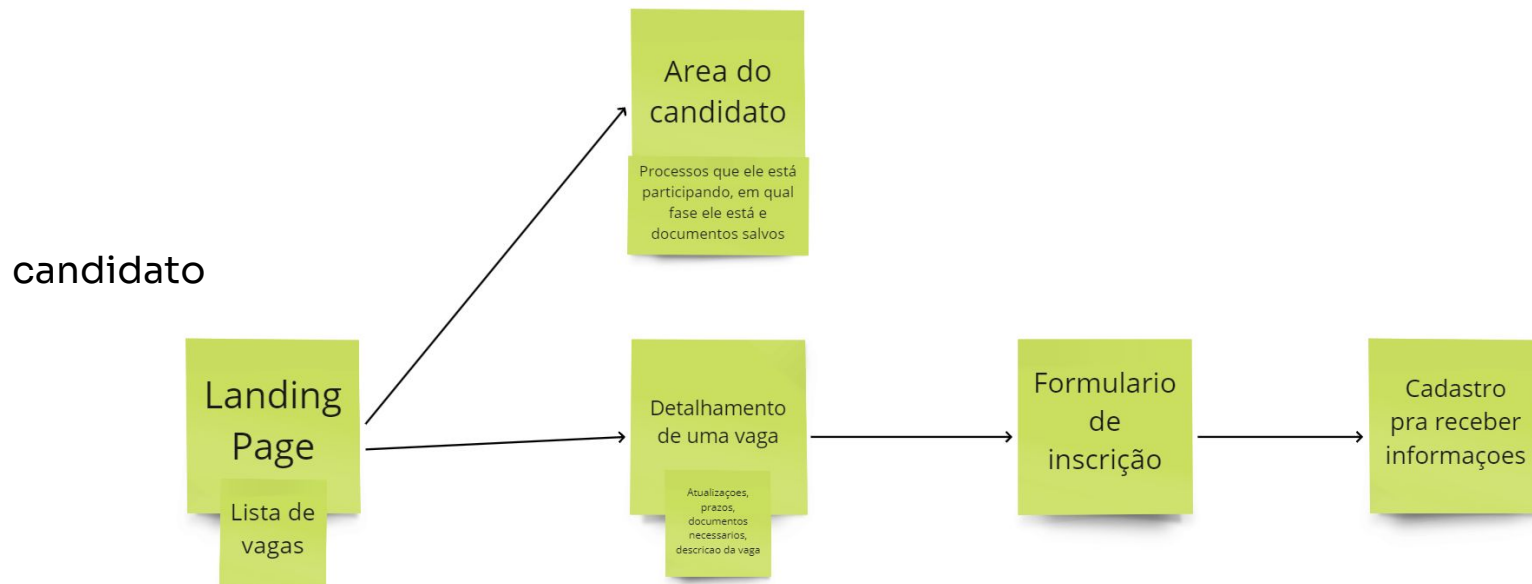 Area do
candidato
Processos que ele está
participando, em qual
fase ele está e
documentos salvos
candidato
Landing
Page
Lista de
vagas
Detalhamento
de uma vaga
Atualizaçoes,
prazos,
documentos
necessarios,
descricao da vaga
Formulario
de
inscrição
Cadastro
pra receber
informaçoes